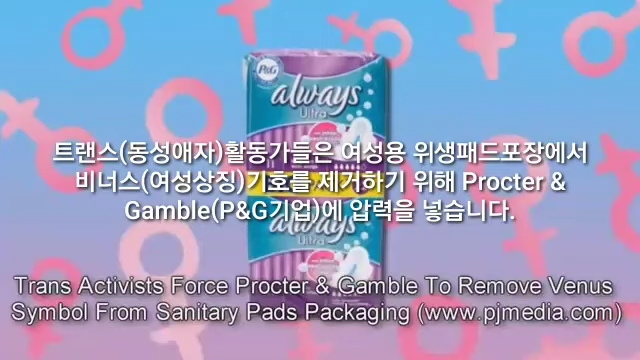 P&G
always
Ultra
트랜스(동성애자)활동가들은 여성용 위생패드포장에서
비너스(여성상징)기호를 제거하기 위해 Procter &
Gamble(P&G기업)에 압력을 넣습니다.
always
Ultra
Trans Activists Force Procter & Gamble To Remove Venus
Symbol From Sanitary Pads Packaging (www.pjmedia.com)